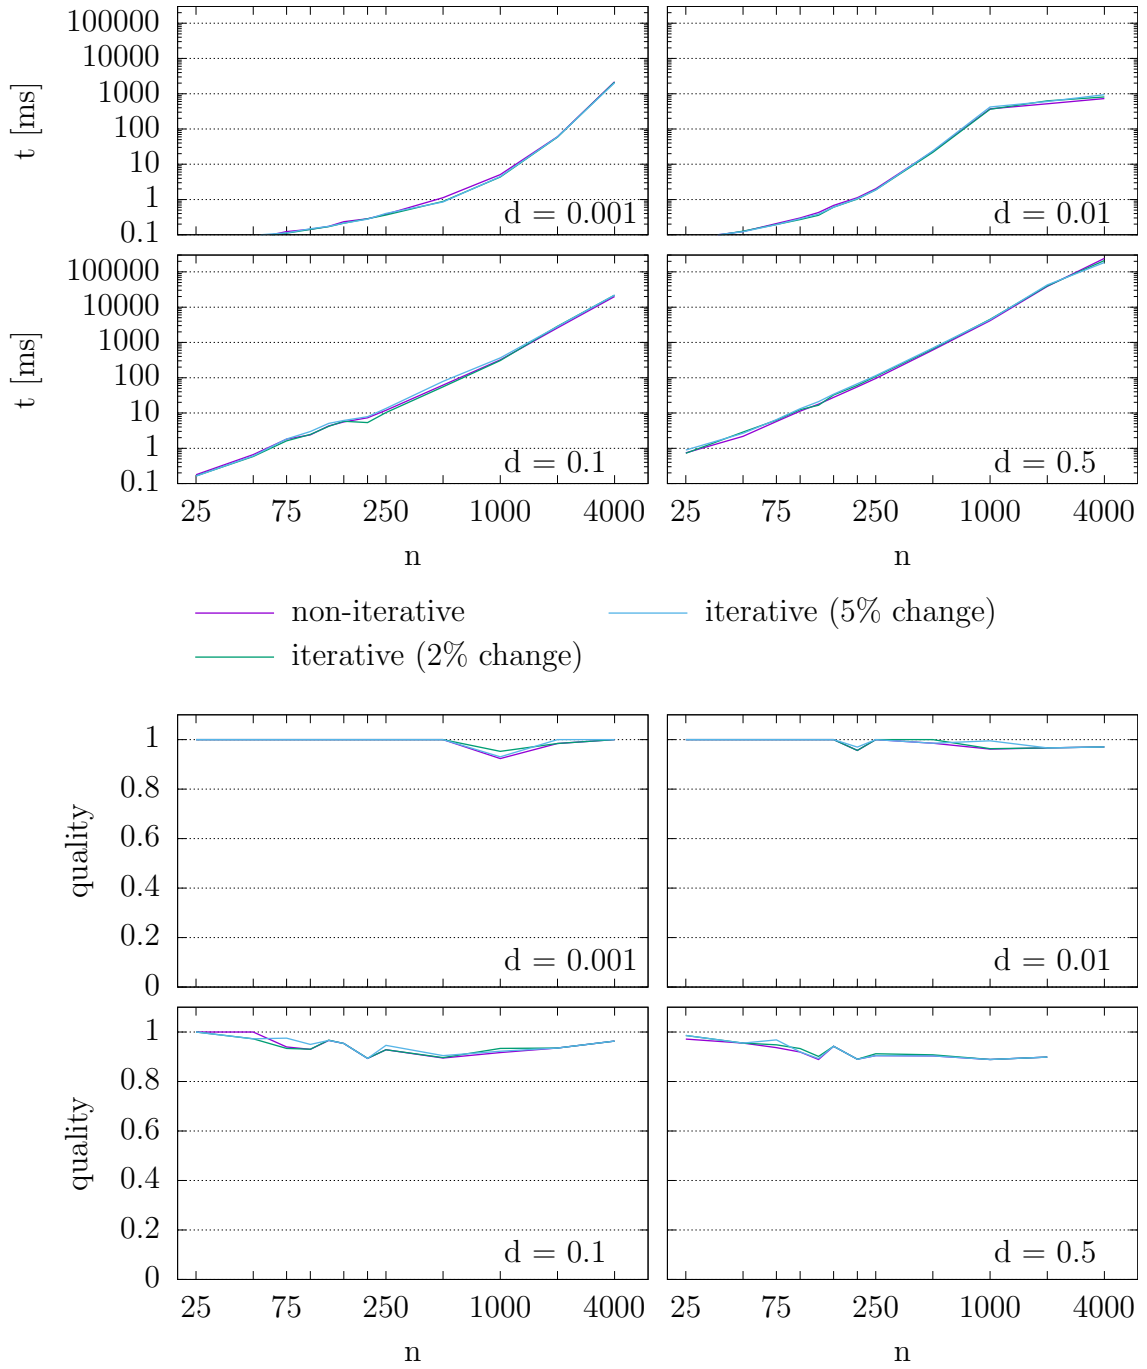 100000
10000
1000
100
10
1
0.1
t [ms]
d = 0.001
d = 0.01
100000
10000
1000
100
10
1
0.1
t [ms]
d = 0.1
d = 0.5
25 75 250 1000 4000
25 75 250 1000 4000
n
n
non-iterative
iterative (5% change)
iterative (2% change)
1
0.8
0.6
0.4
0.2
0
quality
d = 0.001
d = 0.01
1
0.8
0.6
0.4
0.2
0
quality
d = 0.1
d = 0.5
25 75 250 1000 4000
25 75 250 1000 4000
n
n